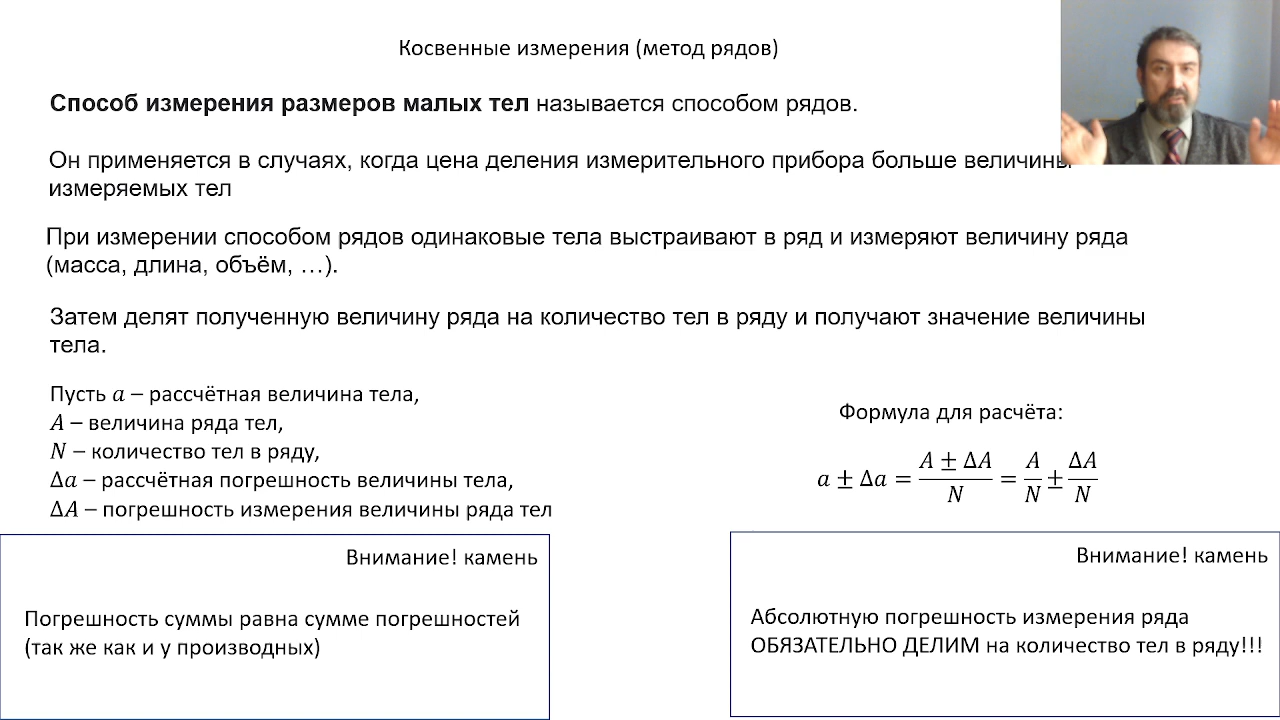 Косвенные измерения (метод рядов)
Способ измерения размеров малых тел называется способом рядов.
Он применяется в случаях, когда цена деления измерительного прибора больше величины
измеряемых тел
При измерении способом рядов одинаковые тела выстраивают в ряд и измеряют величину ряда
(масса, длина, объём, …).
Затем делят полученную величину ряда на количество тел в ряду и получают значение величины
тела.
Пусть a – рассчётная величина тела,
A – величина ряда тел,
N – количество тел в ряду,
Δa – рассчётная погрешность величины тела,
ΔA – погрешность измерения величины ряда тел
Формула для расчёта:
a ± Δa = (A ± ΔA)/N = A/N ± ΔA/N
Внимание! камень
Погрешность суммы равна сумме погрешностей
(так же как и у производных)
Внимание! камень
Абсолютную погрешность измерения ряда
ОБЯЗАТЕЛЬНО ДЕЛИМ на количество тел в ряду!!!